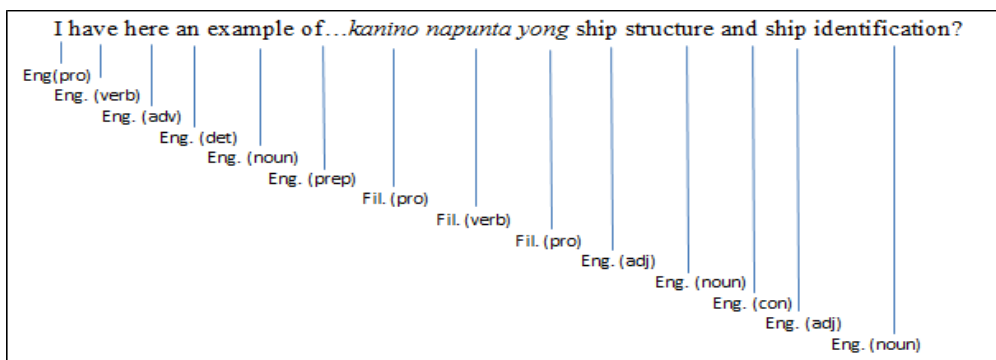 I have here an example of…kanino napunta yong ship structure and ship identification?
Eng(pro)
Eng. (verb)
Eng. (adv)
Eng. (det)
Eng. (noun)
Eng. (prep)
Fil. (pro)
Fil. (verb)
Fil. (pro)
Eng. (adj)
Eng. (noun)
Eng. (con)
Eng. (adj)
Eng. (noun)